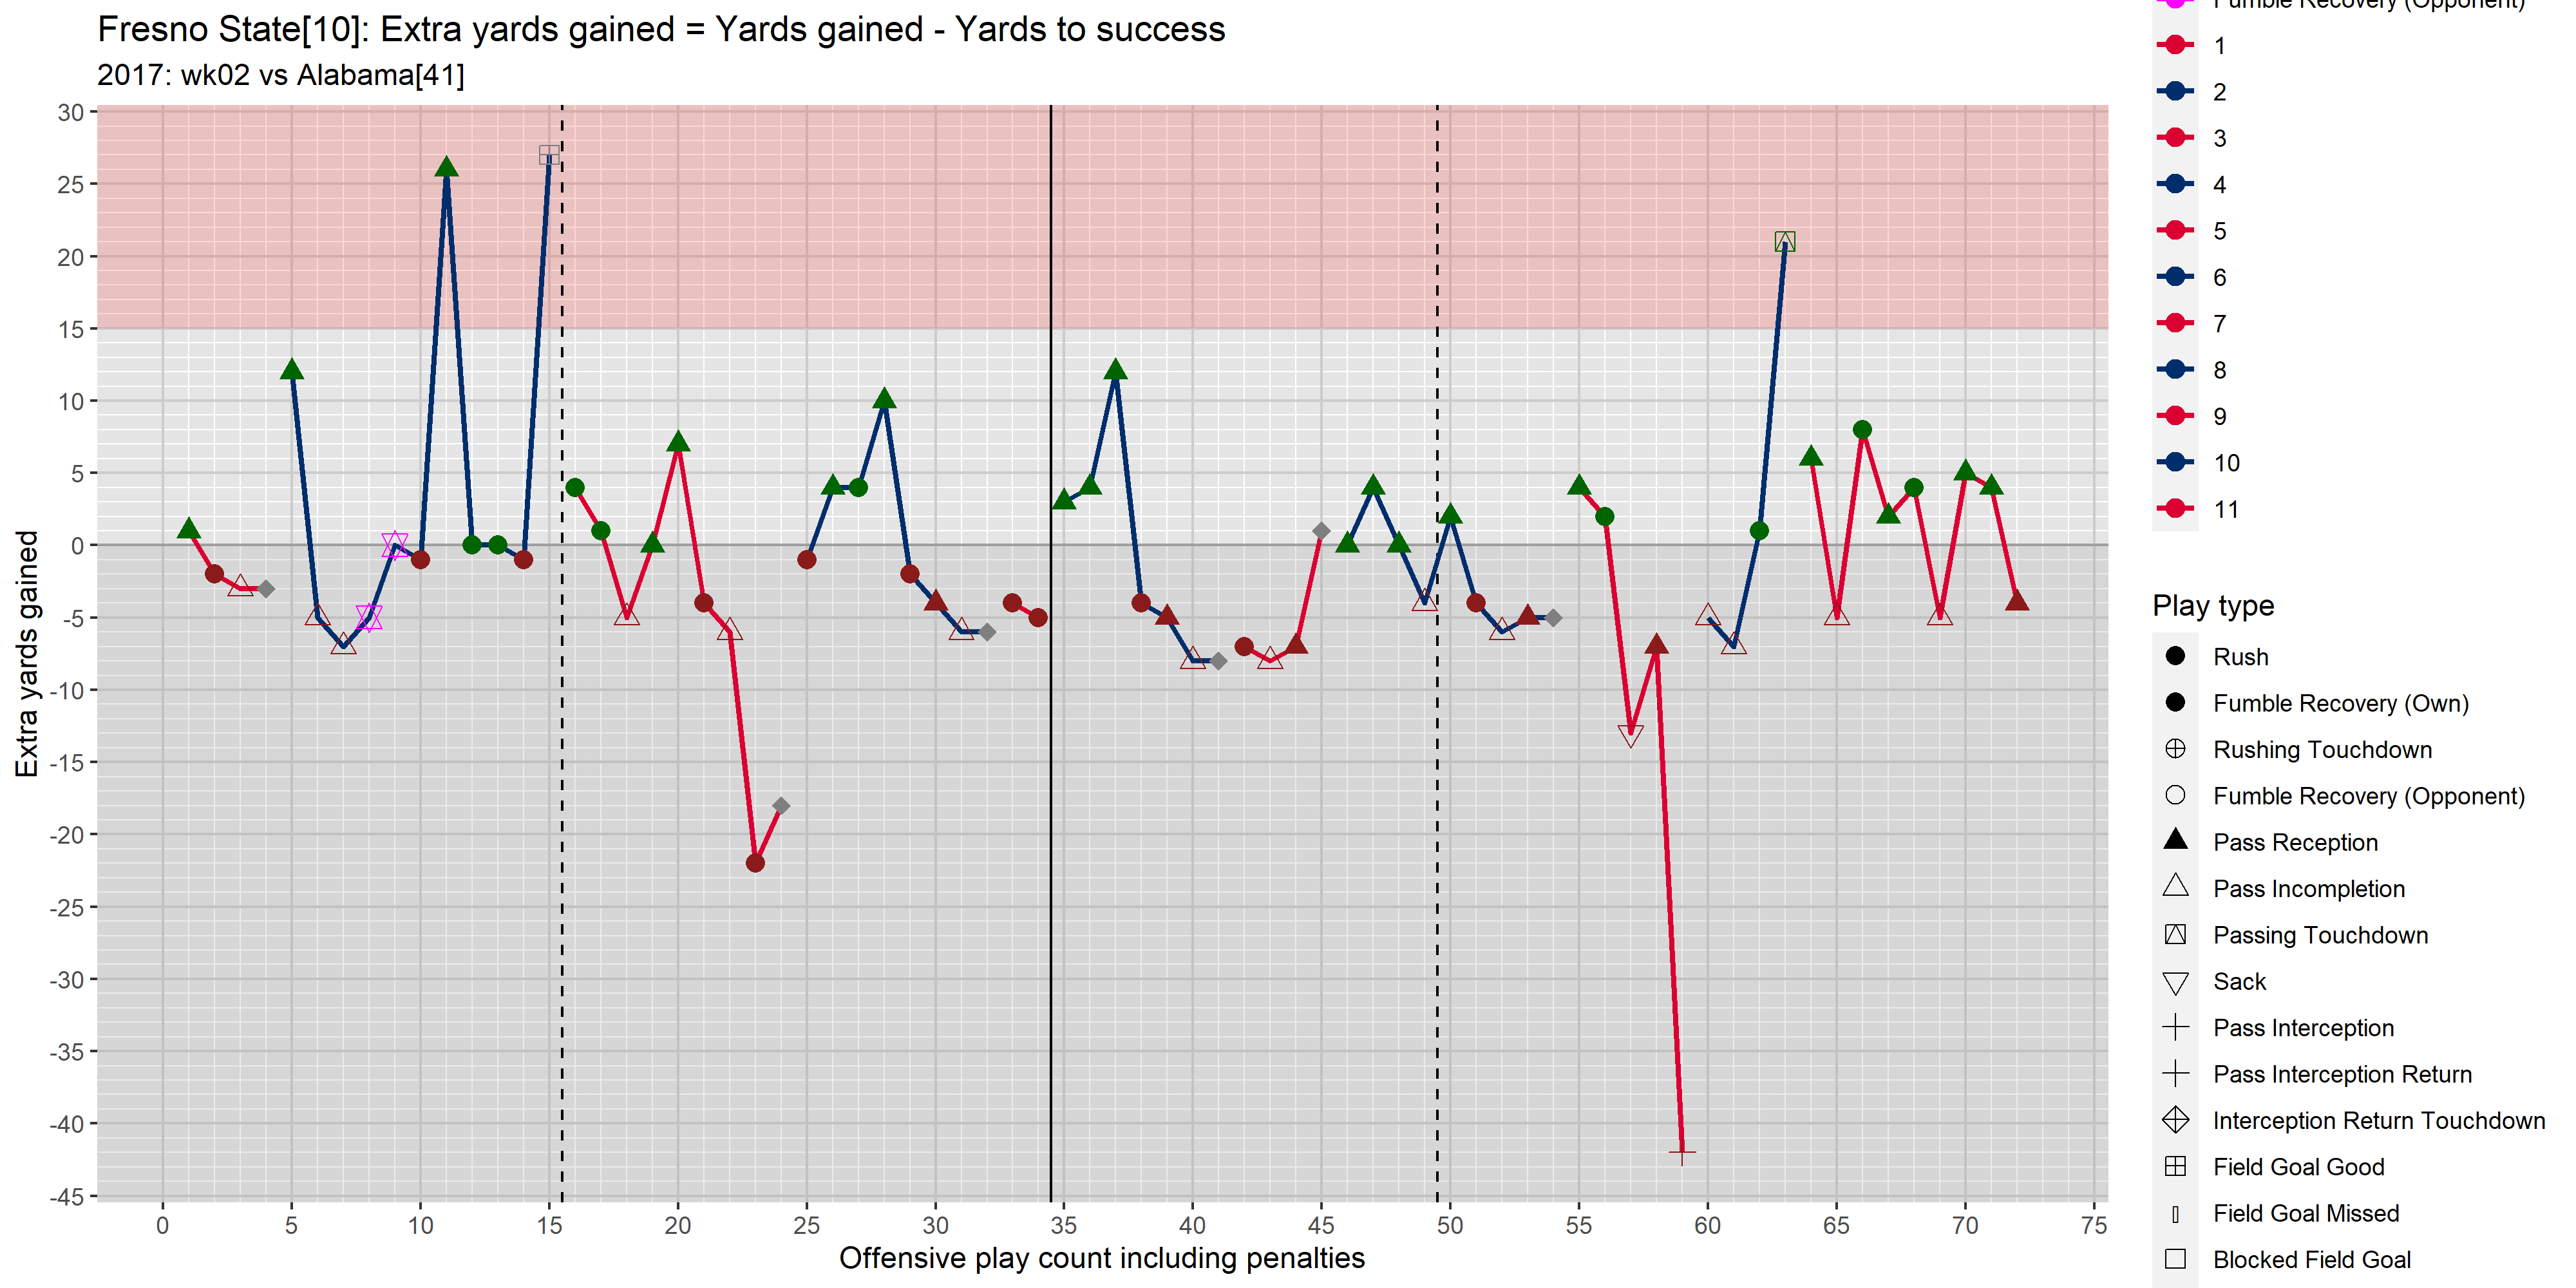 Fresno State[10]: Extra yards gained = Yards gained - Yards to success
2017: wk02 vs Alabama[41]
Extra yards gained
30
25
20
15
10
5
0
-5
-10
-15
-20
-25
-30
-35
-40
-45
0 5 10 15 20 25 30 35 40 45 50 55 60 65 70 75
Offensive play count including penalties
Fumble Recovery (Opponent)
1
2
3
4
5
6
7
8
9
10
11
Play type
Rush
Fumble Recovery (Own)
Rushing Touchdown
Fumble Recovery (Opponent)
Pass Reception
Pass Incompletion
Passing Touchdown
Sack
Pass Interception
Pass Interception Return
Interception Return Touchdown
Field Goal Good
Field Goal Missed
Blocked Field Goal